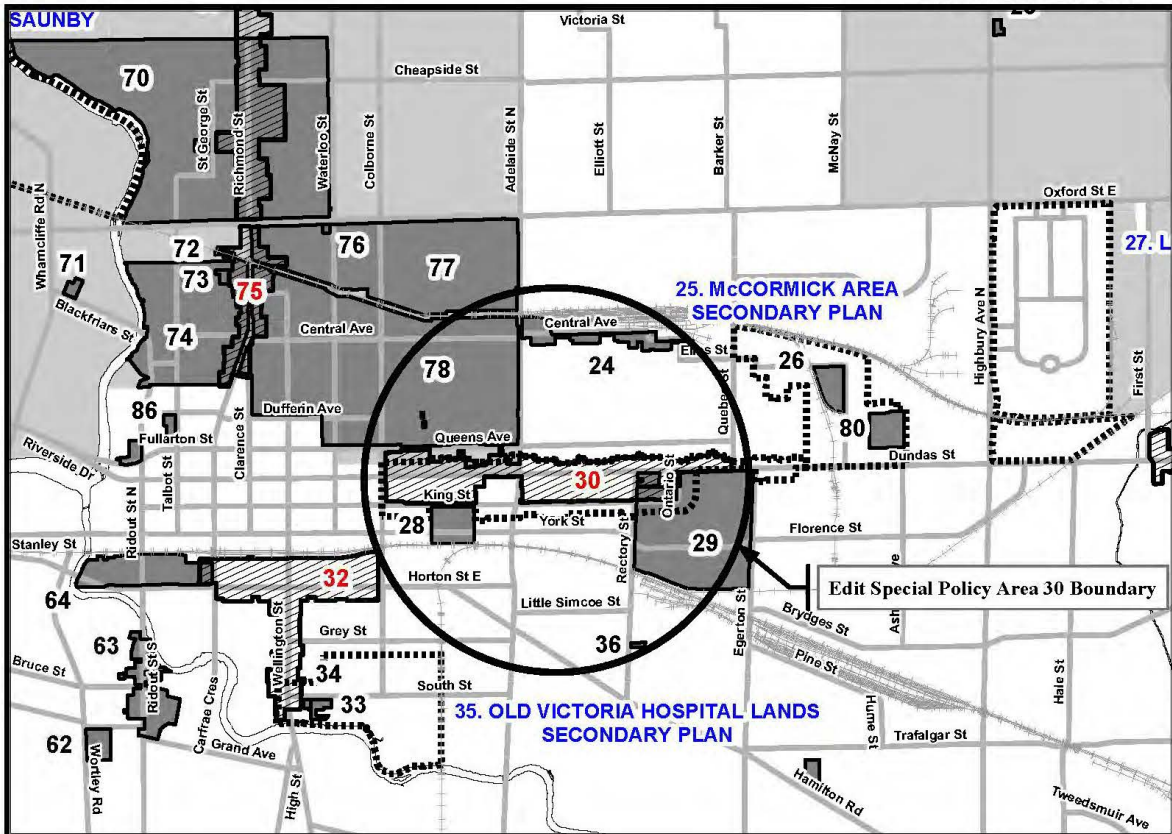 SAUNBY
Victoria St
70
Cheapside St
St George St
Richmond St
Waterloo St
Colborne St
Adelaide St N
Elliott St
Barker St
McNay St
Oxford St E
Wharncliffe Rd N
72
76
77
27. L
71
73
75
25. McCORMICK AREA
SECONDARY PLAN
Highbury Ave N
First St
Blackfriars St
74
Central Ave
Central Ave
Elias St
78
24
Quebec St
26
86
Dufferin Ave
Clarence St
Fullarton St
Queens Ave
80
Dundas St
Riverside Dr
Talbot St
Ridout St N
30
Ontario St
King St
York St
28
Florence St
Stanley St
Rectory St
29
32
Horton St E
Edit Special Policy Area 30 Boundary
64
Little Simcoe St
Egerton St
Brydges St
63
Wellington St
Grey St
36
Pine St
Bruce St
Ridout St S
34
South St
Hale St
Carfrae Cres
33
35. OLD VICTORIA HOSPITAL LANDS
SECONDARY PLAN
Hume St
Trafalgar St
62
Wortley Rd
Grand Ave
High St
Hamilton Rd
Tweedsmuir Ave